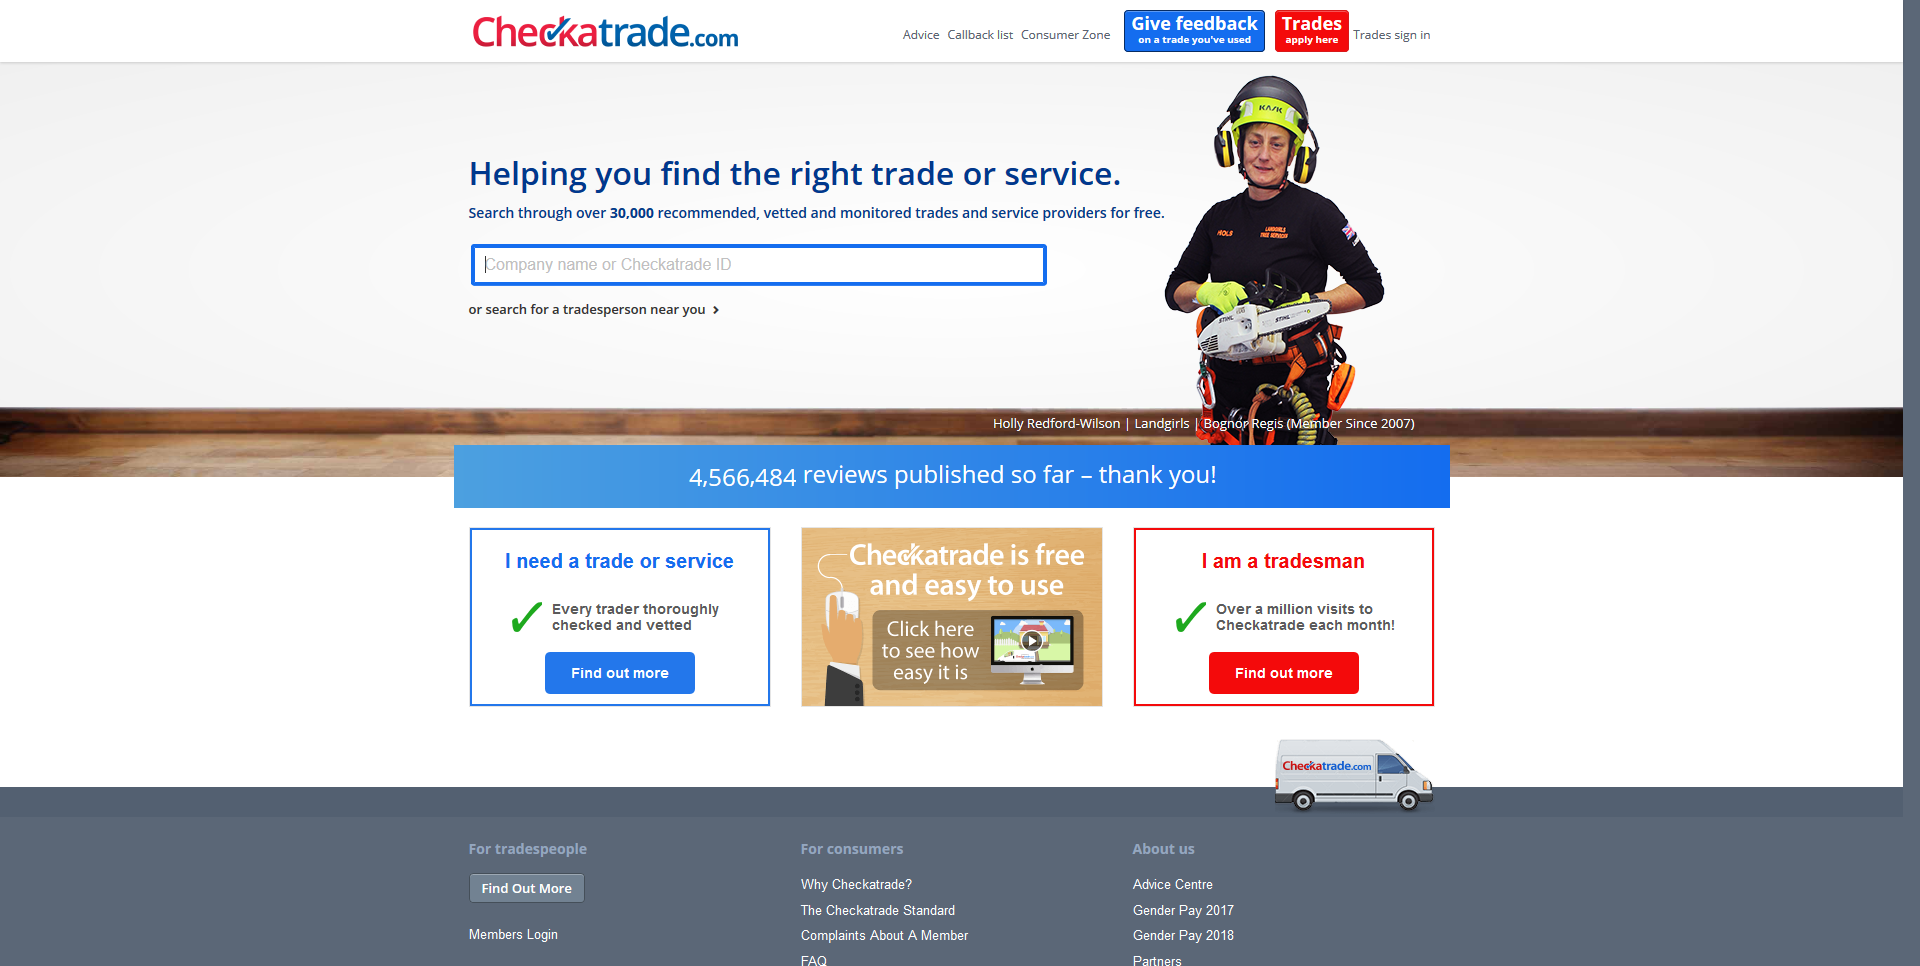 Checkatrade.com
Advice Callback list Consumer Zone
Give feedback
on a trade you've used
Trades
apply here
Trades sign in
KASK
Helping you find the right trade or service.
Search through over 30,000 recommended, vetted and monitored trades and service providers for free.
LANDGIRLS
TREE SERVICES
Company name or Checkatrade ID
or search for a tradesperson near you
STIHL
STIHL
Holly Redford-Wilson | Landgirls | Bognor Regis (Member Since 2007)
4,566,484 reviews published so far – thank you!
I need a trade or service
Every trader thoroughly
checked and vetted
Find out more
Checkatrade is free
and easy to use
Click here
to see how
easy it is
I am a tradesman
Over a million visits to
Checkatrade each month!
Find out more
Checkatrade.com
For tradespeople
Find Out More
Members Login
For consumers
Why Checkatrade?
The Checkatrade Standard
Complaints About A Member
FAQ
About us
Advice Centre
Gender Pay 2017
Gender Pay 2018
Partners